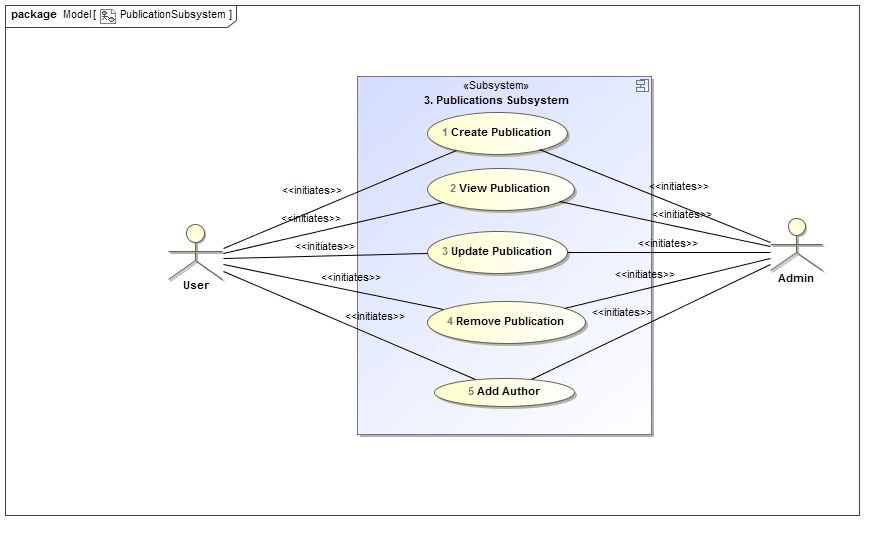 package Model[ PublicationSubsystem ]
«Subsystem»
3. Publications Subsystem
1 Create Publication
<<initiates>>
<<initiates>>
2 View Publication
<<initiates>>
<<initiates>>
3 Update Publication
<<initiates>>
<<initiates>>
User
Admin
<<initiates>>
<<initiates>>
4 Remove Publication
<<initiates>>
<<initiates>>
5 Add Author